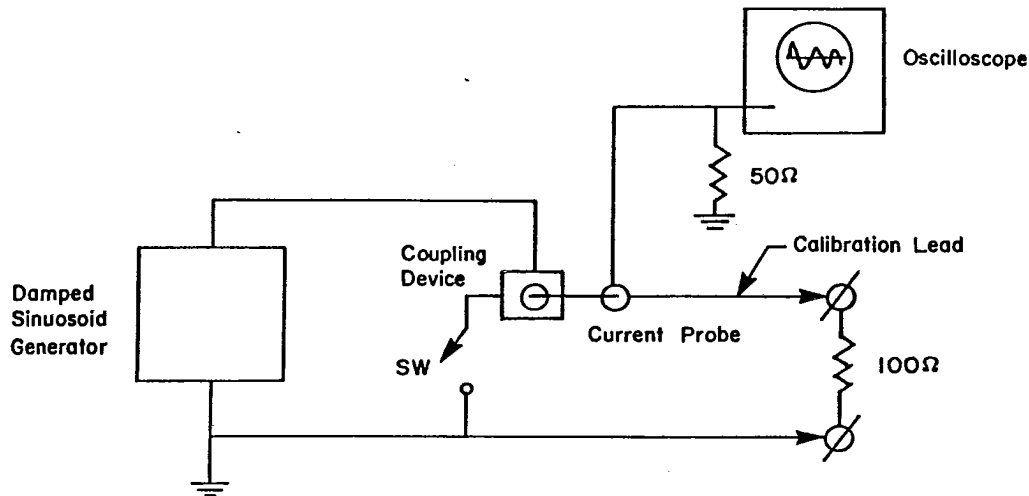 Oscilloscope
50Ω
Calibration Lead
Coupling
Device
Damped
Sinuosoid
Generator
Current Probe
SW
100Ω